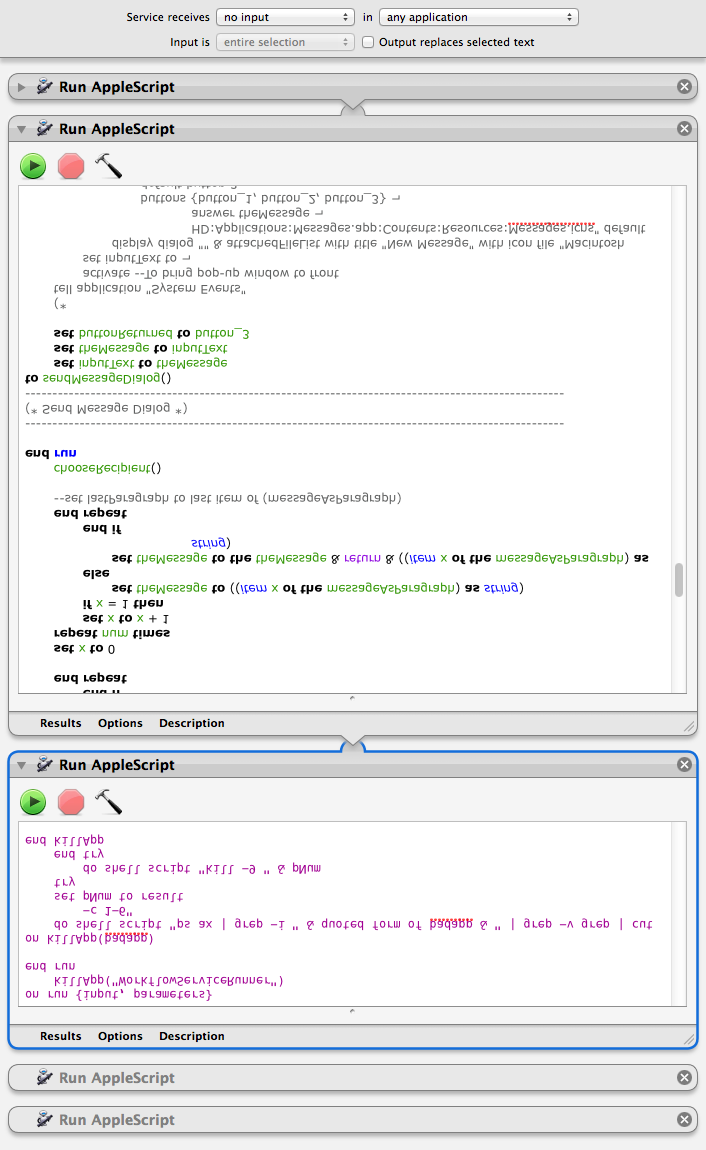 Service receives no input in any application
Input is entire selection Output replaces selected text
Run AppleScript
Run AppleScript
end if
end repeat
set x to 0
repeat num times
set x to x + 1
if x = 1 then
set theMessage to ((item x of the messageAsParagraph) as string)
else
set theMessage to the theMessage & return & ((item x of the messageAsParagraph) as
string)
end if
end repeat
--set lastParagraph to last item of (messageAsParagraph)
chooseRecipient()
end run
------------------------------------------------------------------------------------------
(* Send Message Dialog *)
------------------------------------------------------------------------------------------
to sendMessageDialog()
set inputText to theMessage
set theMessage to inputText
set buttonReturned to button_3
(*
tell application "System Events"
activate --To bring pop-up window to front
set inputText to ¬
display dialog "" & attachedFileList with title "New Message" with icon file "Macintosh
HD:Applications:Messages.app:Contents:Resources:Messages.icns" default
answer theMessage ¬
buttons {button_1, button_2, button_3} ¬
default button
Results Options Description
Run AppleScript
on run {input, parameters}
killApp("WorkflowServiceRunner")
end run
on killApp(badapp)
do shell script "ps ax | grep -i " & quoted form of badapp & " | grep -v grep | cut
-c 1-6"
set pNum to result
try
do shell script "kill -9 " & pNum
end try
end killApp
Results Options Description
Run AppleScript
Run AppleScript